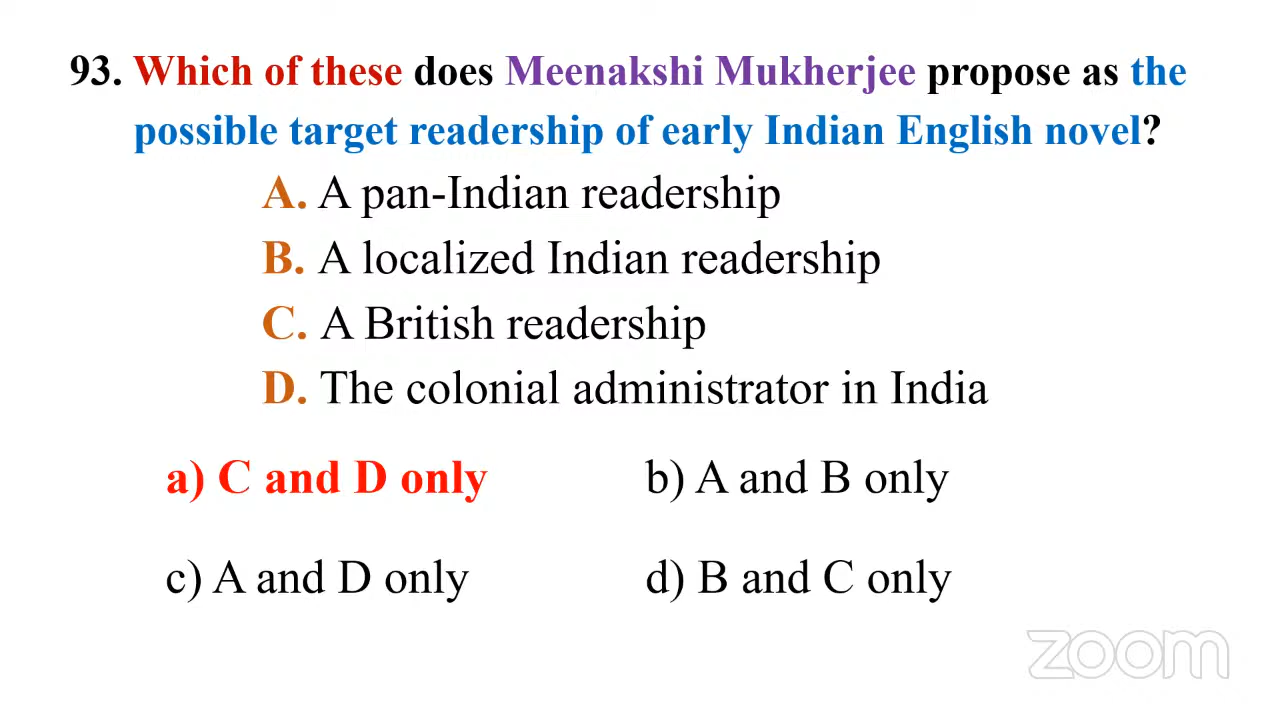 93. Which of these does Meenakshi Mukherjee propose as the
possible target readership of early Indian English novel?
A. A pan-Indian readership
B. A localized Indian readership
C. A British readership
D. The colonial administrator in India
a) C and D only
b) A and B only
c) A and D only
d) B and C only
zoom